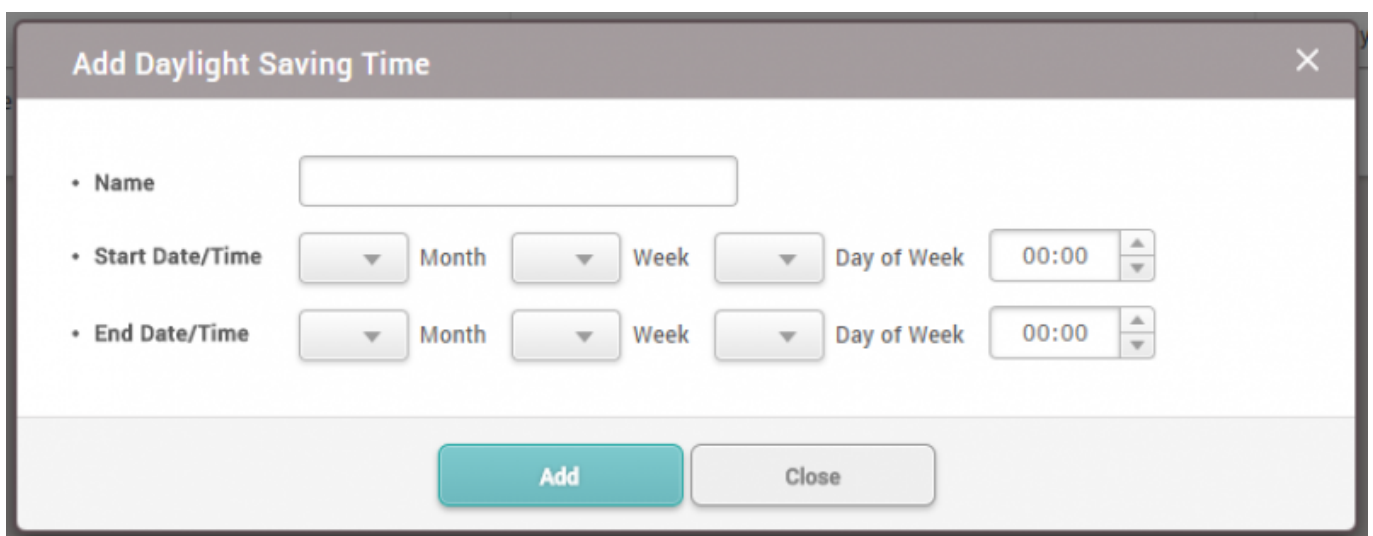 Add Daylight Saving Time
• Name
• Start Date/Time Month Week Day of Week 00:00
• End Date/Time Month Week Day of Week 00:00
Add Close